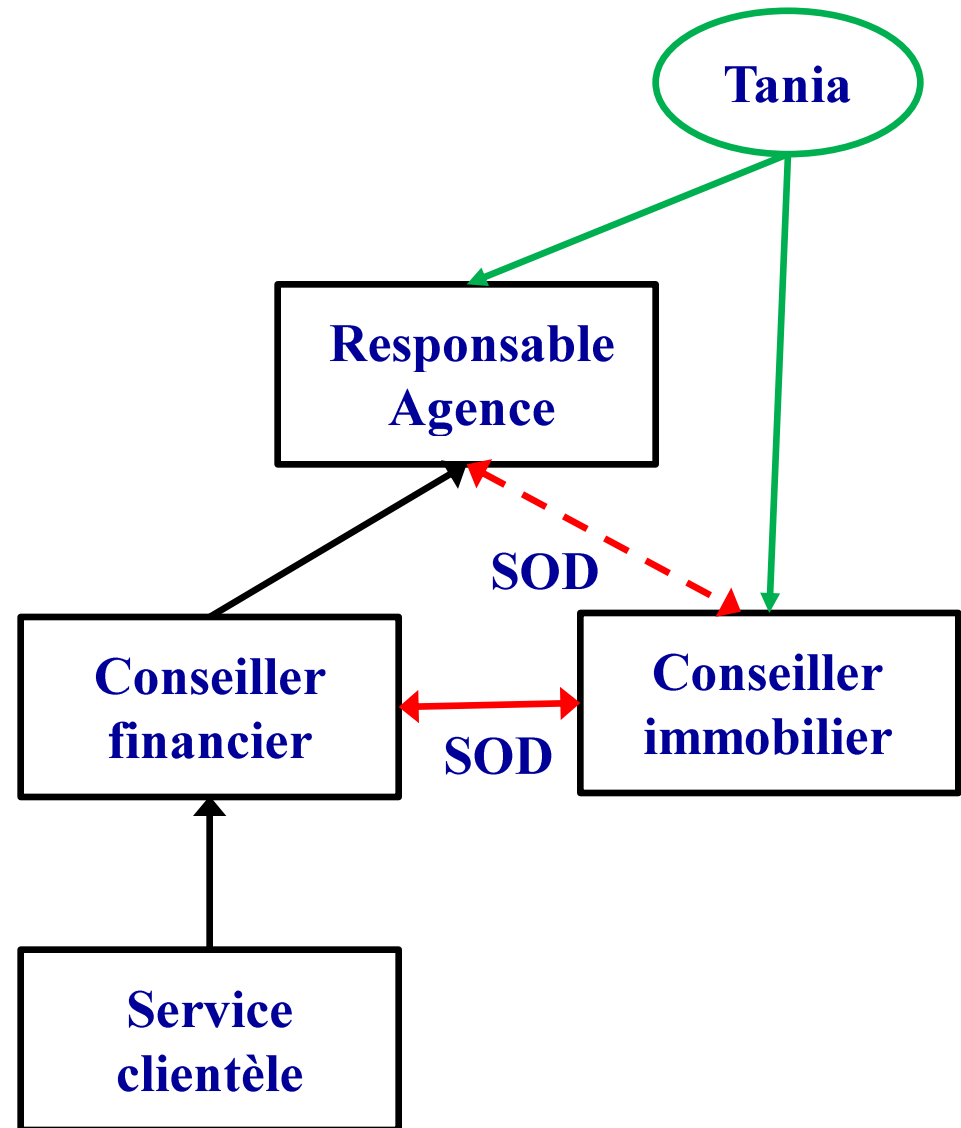 Tania
Responsable
Agence
SOD
Conseiller
financier
SOD
Conseiller
immobilier
Service
clientèle